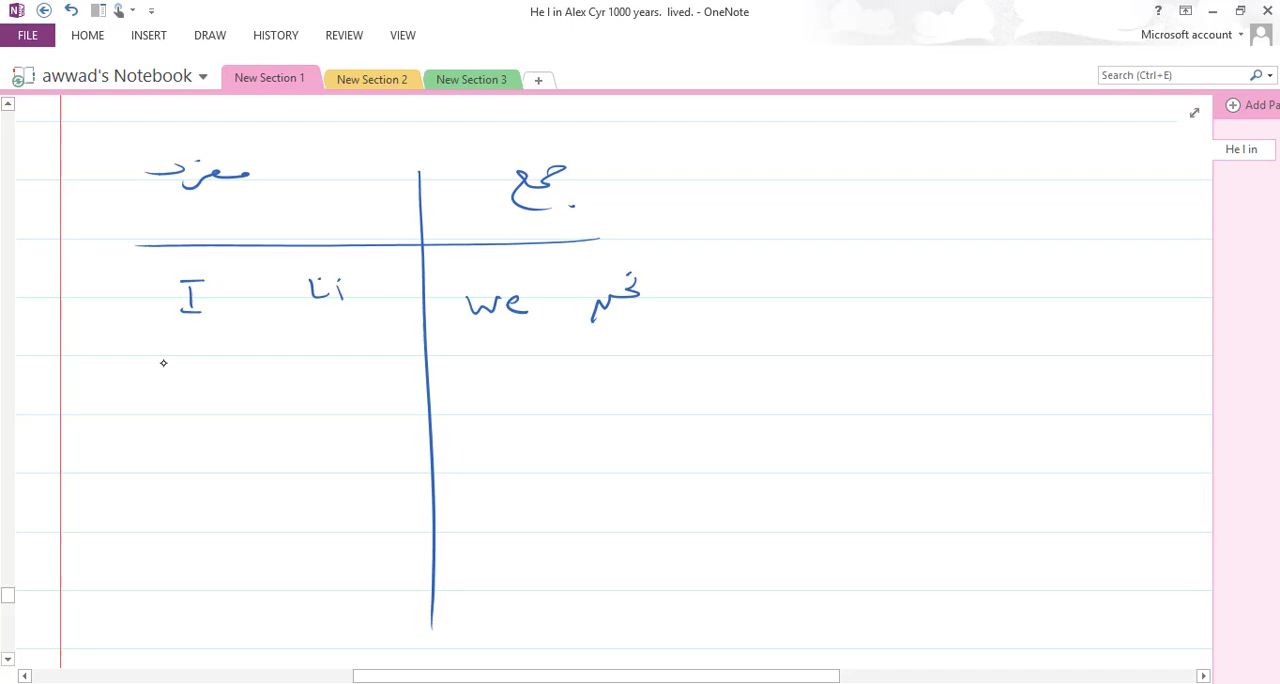 He I in Alex Cyr 1000 years. lived. - OneNote
FILE HOME INSERT DRAW HISTORY REVIEW VIEW Microsoft account
awwad's Notebook New Section 1 New Section 2 New Section 3 Search (Ctrl+E)
Add Pa
He I in
مفرد جمع
I انا We نحن